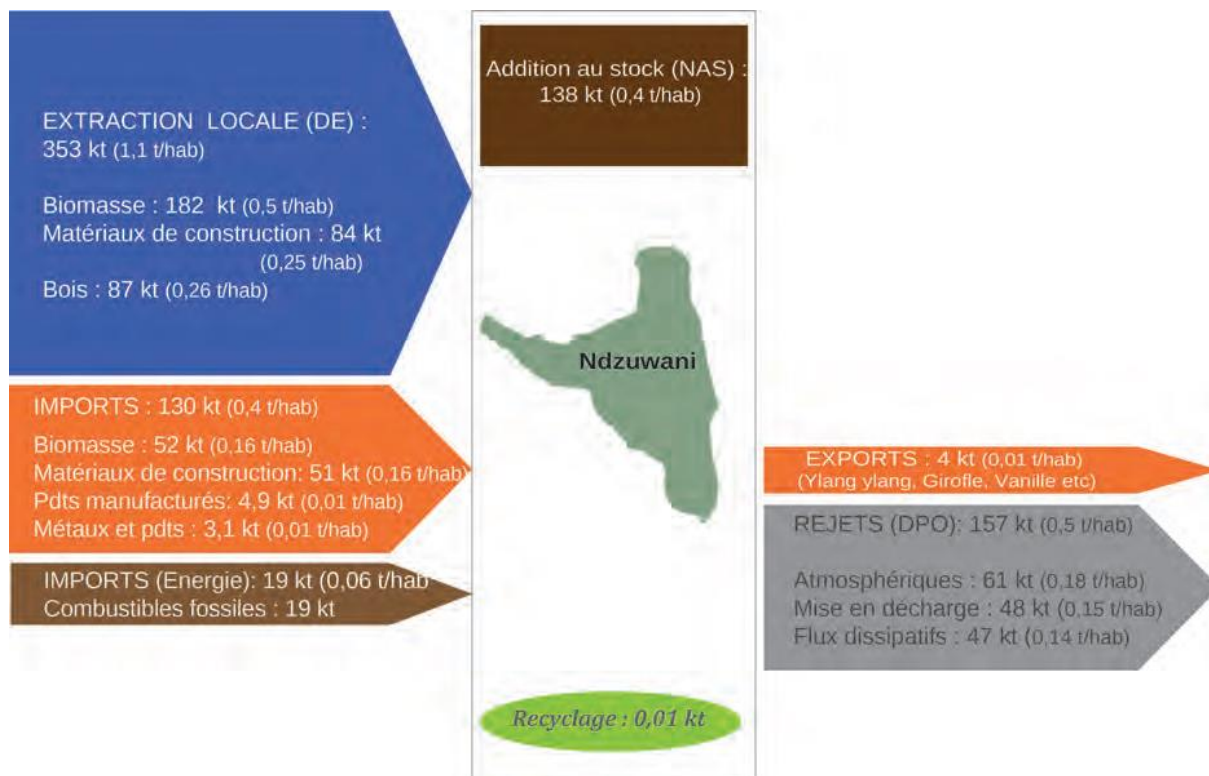 EXTRACTION LOCALE (DE) :
353 kt (1,1 t/hab)
Biomasse : 182 kt (0,5 t/hab)
Matériaux de construction : 84 kt
(0,25 t/hab)
Bois : 87 kt (0,26 t/hab)
IMPORTS : 130 kt (0,4 t/hab)
Biomasse : 52 kt (0,16 t/hab)
Matériaux de construction: 51 kt (0,16 t/hab)
Pdts manufacturés: 4,9 kt (0,01 t/hab)
Métaux et pdts : 3,1 kt (0,01 t/hab)
IMPORTS (Energie): 19 kt (0,06 t/hab
Combustibles fossiles : 19 kt
Addition au stock (NAS) :
138 kt (0,4 t/hab)
Ndzuwani
Recyclage : 0,01 kt
EXPORTS : 4 kt (0,01 t/hab)
(Ylang ylang, Girofle, Vanille etc)
REJETS (DPO): 157 kt (0,5 t/hab)
Atmosphériques : 61 kt (0,18 t/hab)
Mise en décharge : 48 kt (0,15 t/hab)
Flux dissipatifs : 47 kt (0,14 t/hab)